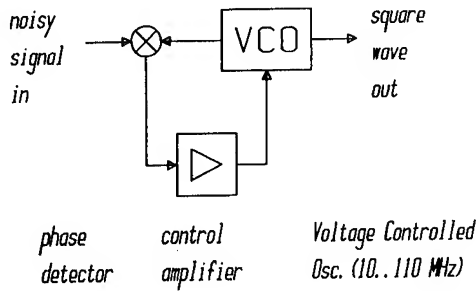 noisy
signal
in
VCO
square
wave
out
phase
detector
control
amplifier
Voltage Controlled
Osc. (10..110 MHz)